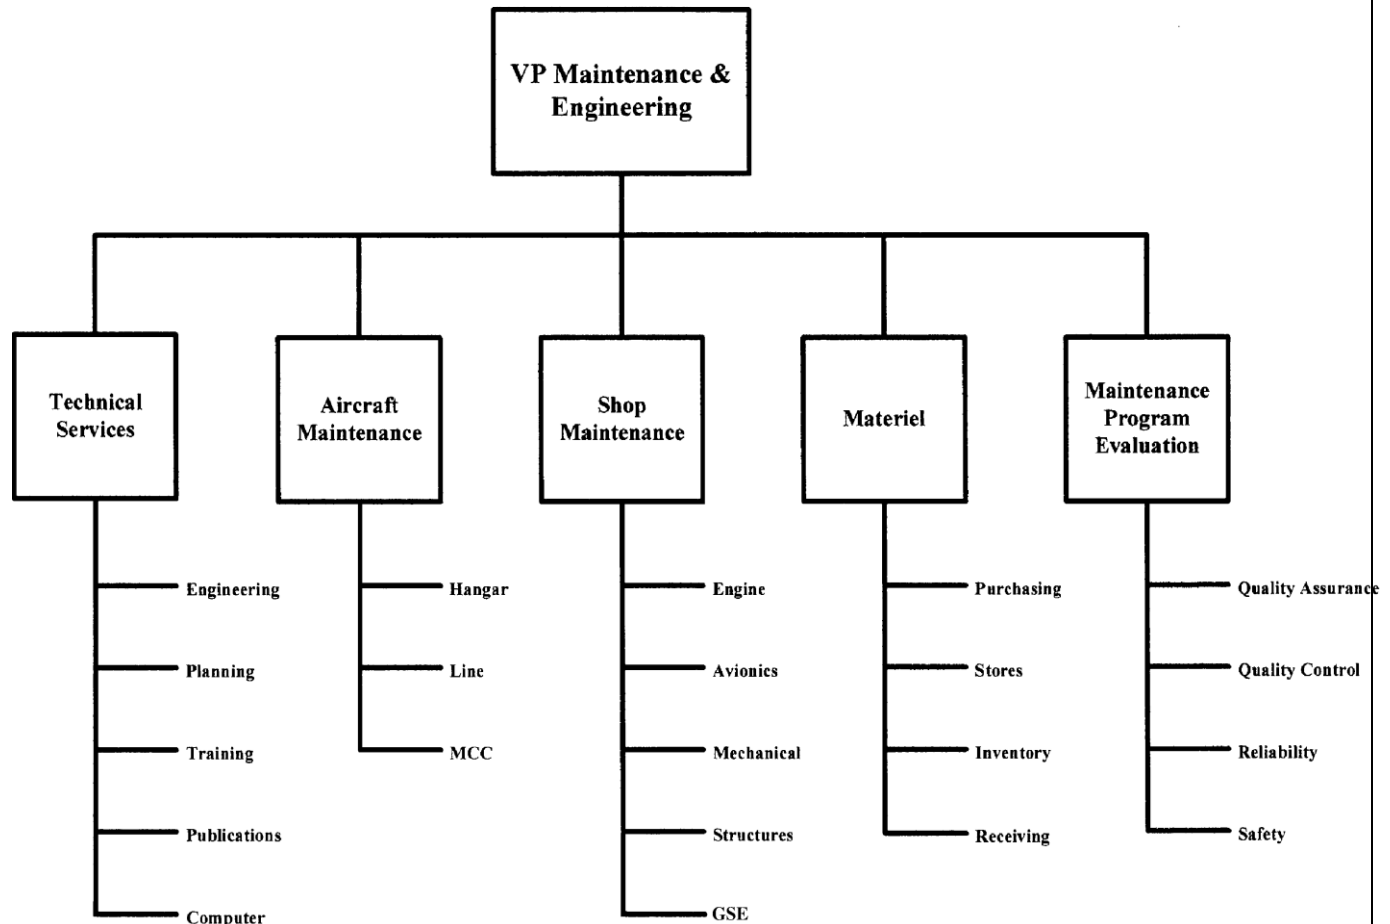 VP Maintenance &
Engineering
Technical
Services
Aircraft
Maintenance
Shop
Maintenance
Materiel
Maintenance
Program
Evaluation
Engineering
Planning
Training
Publications
Computer
Hangar
Line
MCC
Engine
Avionics
Mechanical
Structures
GSE
Purchasing
Stores
Inventory
Receiving
Quality Assurance
Quality Control
Reliability
Safety